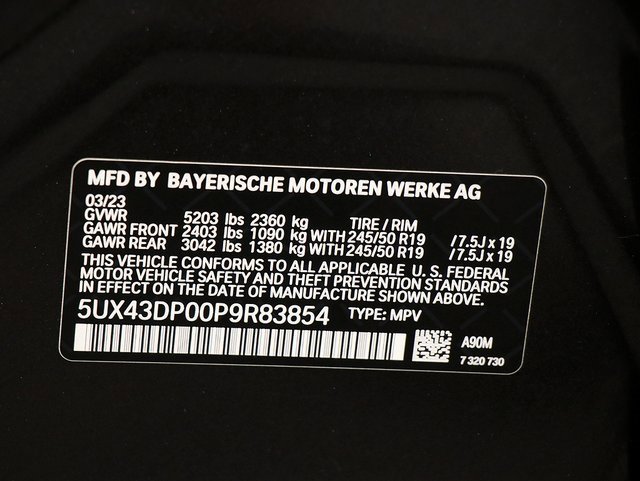 MFD BY BAYERISCHE MOTOREN WERKE AG
03/23
GVWR 5203 lbs 2360 kg TIRE / RIM
GAWR FRONT 2403 lbs 1090 kg WITH 245/50 R19 / 7.5J x 19
GAWR REAR 3042 lbs 1380 kg WITH 245/50 R19 / 7.5J x 19
THIS VEHICLE CONFORMS TO ALL APPLICABLE U. S. FEDERAL
MOTOR VEHICLE SAFETY AND THEFT PREVENTION STANDARDS
IN EFFECT ON THE DATE OF MANUFACTURE SHOWN ABOVE.
5UX43DP00P9R83854 TYPE: MPV
A90M
7 320 730